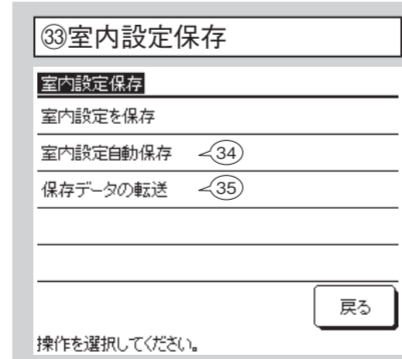 ㉝室内設定保存
室内設定保存
室内設定を保存
室内設定自動保存 ㉞
保存データの転送 ㉟
戻る
操作を選択してください。